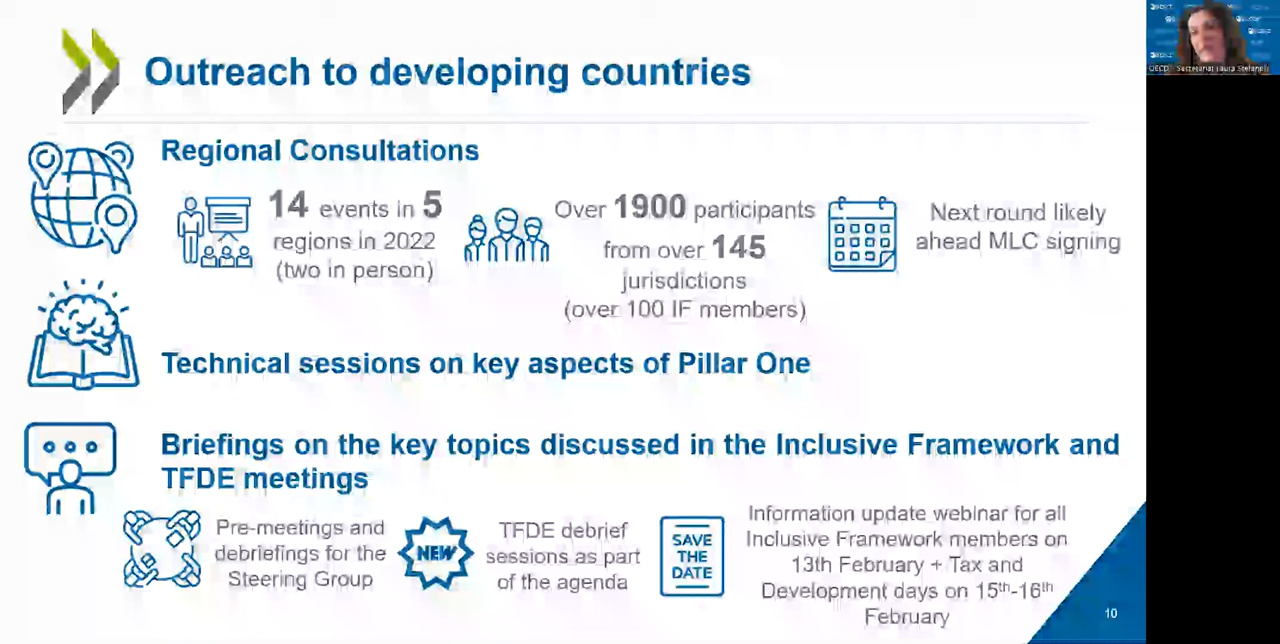 Outreach to developing countries
OECD - Secretariat Laura Stefanelli
Regional Consultations
14 events in 5
regions in 2022
(two in person)
Over 1900 participants
from over 145
jurisdictions
(over 100 IF members)
Next round likely
ahead MLC signing
Technical sessions on key aspects of Pillar One
Briefings on the key topics discussed in the Inclusive Framework and
TFDE meetings
Pre-meetings and
debriefings for the
Steering Group
NEW
TFDE debrief
sessions as part
of the agenda
SAVE
THE
DATE
Information update webinar for all
Inclusive Framework members on
13th February + Tax and
Development days on 15th-16th
February
10